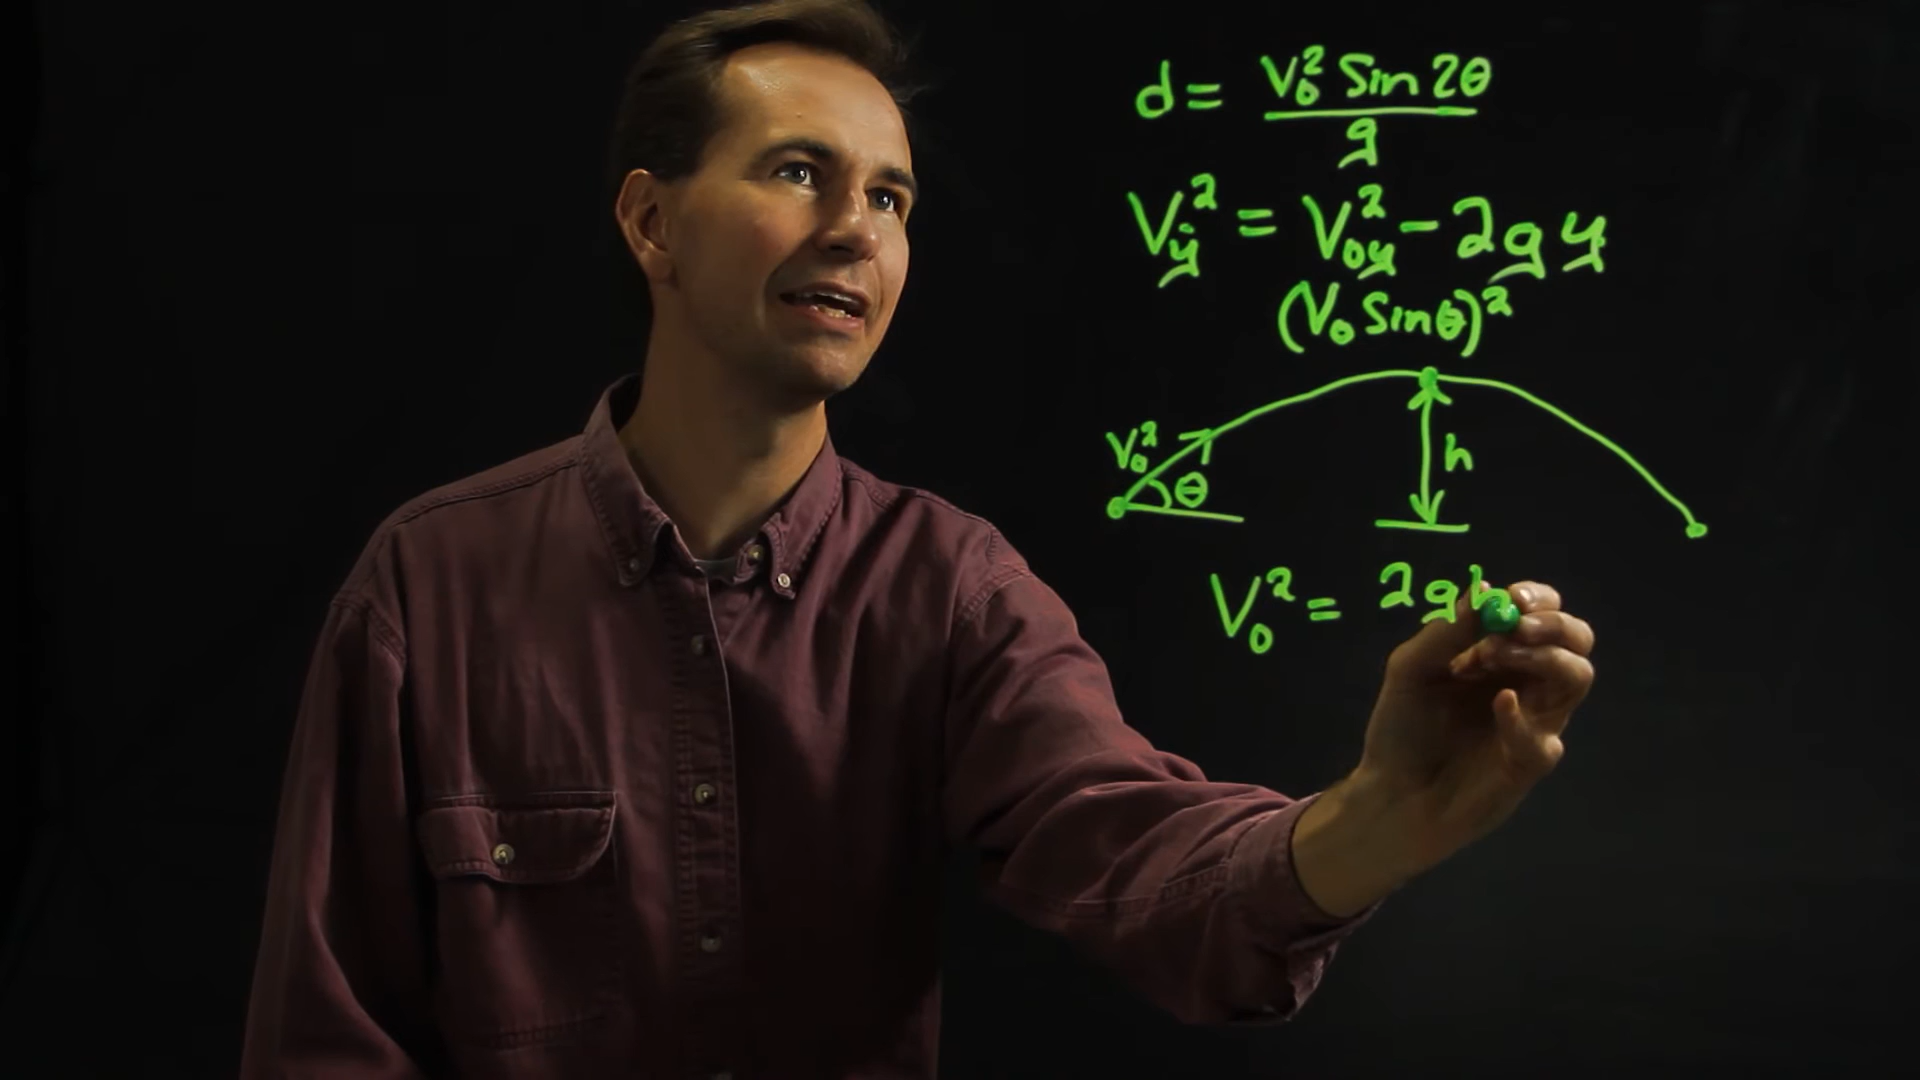 d = V₀² Sin 2θ / g
Vy² = V₀y² - 2gy
(V₀ Sinθ)²
V₀²
θ
h
V₀² = 2gh